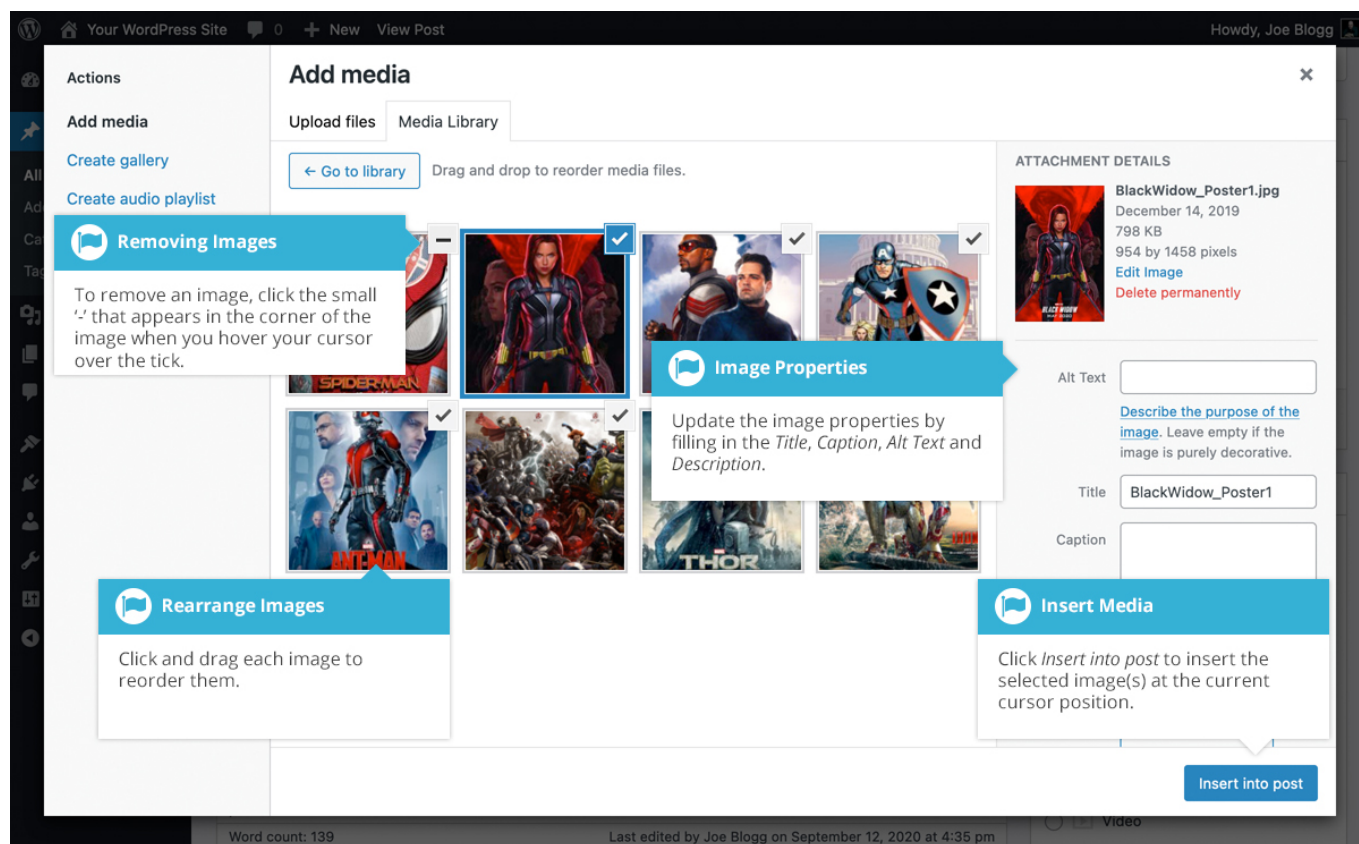 Your WordPress Site 0 + New View Post
Howdy, Joe Blogg
Actions
Add media
Create gallery
Create audio playlist
All
Add media
Upload files Media Library
← Go to library Drag and drop to reorder media files.
Removing Images
To remove an image, click the small
‘-’ that appears in the corner of the
image when you hover your cursor
over the tick.
SPIDER-MAN
ANT-MAN
THOR
Image Properties
Update the image properties by
filling in the Title, Caption, Alt Text and
Description.
Rearrange Images
Click and drag each image to
reorder them.
ATTACHMENT DETAILS
BlackWidow_Poster1.jpg
December 14, 2019
798 KB
954 by 1458 pixels
Edit Image
Delete permanently
BLACK WIDOW
Alt Text
Describe the purpose of the
image. Leave empty if the
image is purely decorative.
Title BlackWidow_Poster1
Caption
Insert Media
Click Insert into post to insert the
selected image(s) at the current
cursor position.
Insert into post
Word count: 139
Last edited by Joe Blogg on September 12, 2020 at 4:35 pm
Video